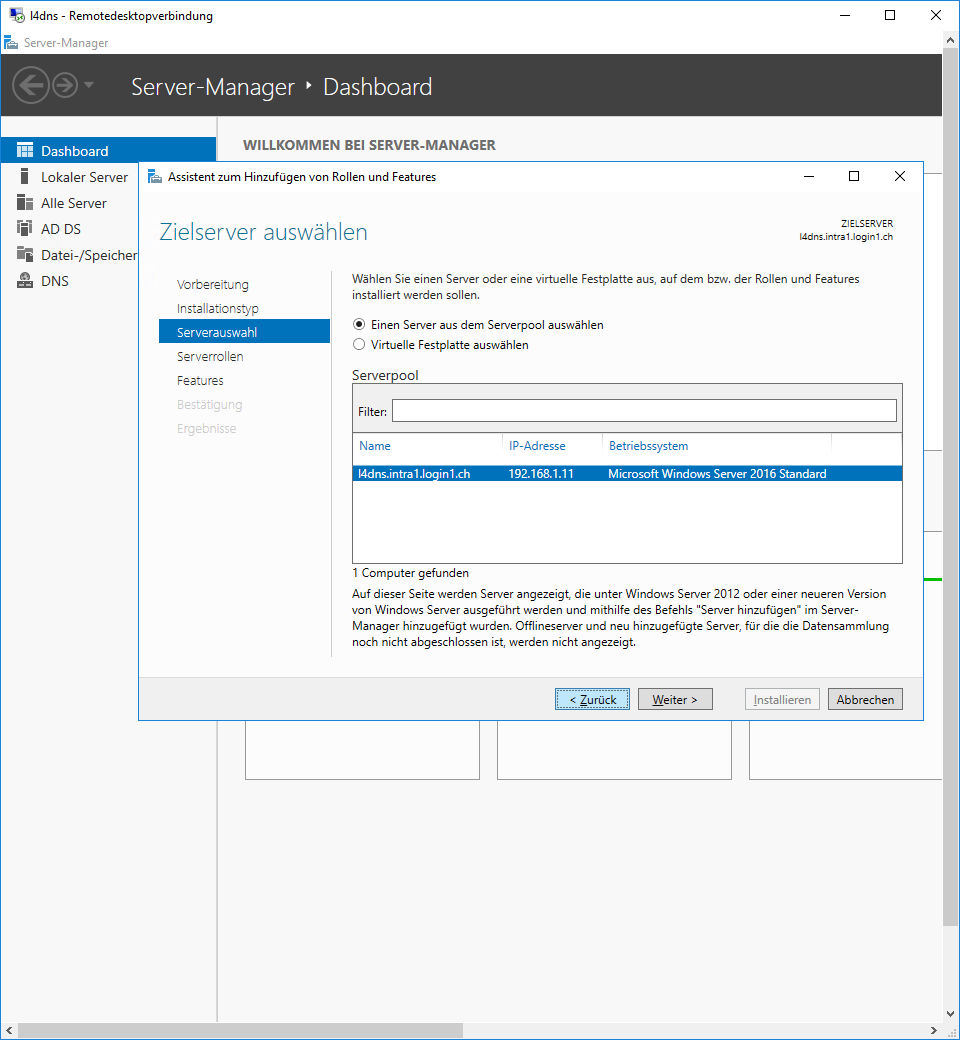 l4dns - Remotedesktopverbindung
Server-Manager
Server-Manager Dashboard
Dashboard
Lokaler Server
Alle Server
AD DS
Datei-/Speicher
DNS
WILLKOMMEN BEI SERVER-MANAGER
Assistent zum Hinzufügen von Rollen und Features
Zielserver auswählen
ZIELSERVER
l4dns.intra1.login1.ch
Vorbereitung
Installationstyp
Serverauswahl
Serverrollen
Features
Bestätigung
Ergebnisse
Wählen Sie einen Server oder eine virtuelle Festplatte aus, auf dem bzw. der Rollen und Features
installiert werden sollen.
Einen Server aus dem Serverpool auswählen
Virtuelle Festplatte auswählen
Serverpool
Filter:
Name IP-Adresse Betriebssystem
l4dns.intra1.login1.ch 192.168.1.11 Microsoft Windows Server 2016 Standard
1 Computer gefunden
Auf dieser Seite werden Server angezeigt, die unter Windows Server 2012 oder einer neueren Version
von Windows Server ausgeführt werden und mithilfe des Befehls "Server hinzufügen" im Server-
Manager hinzugefügt wurden. Offlineserver und neu hinzugefügte Server, für die die Datensammlung
noch nicht abgeschlossen ist, werden nicht angezeigt.
< Zurück Weiter > Installieren Abbrechen